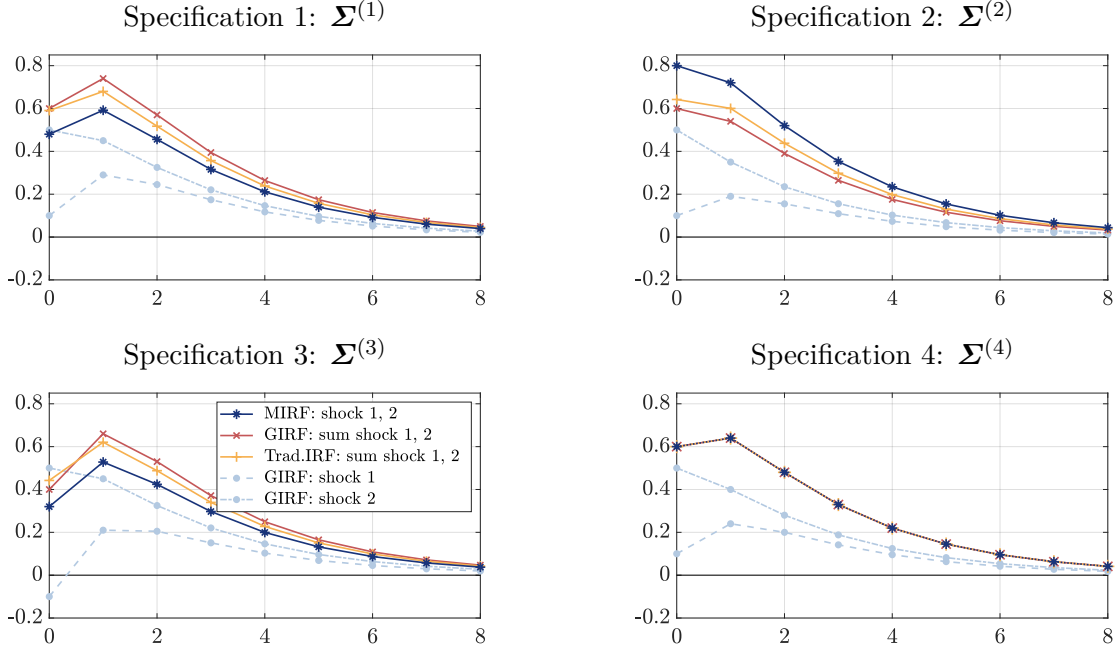 Specification 1: Σ(1)
0.8
0.6
0.4
0.2
0
-0.2
0 2 4 6 8
Specification 2: Σ(2)
0.8
0.6
0.4
0.2
0
-0.2
0 2 4 6 8
Specification 3: Σ(3)
0.8
0.6
0.4
0.2
0
-0.2
0 2 4 6 8
MIRF: shock 1, 2
GIRF: sum shock 1, 2
Trad.IRF: sum shock 1, 2
GIRF: shock 1
GIRF: shock 2
Specification 4: Σ(4)
0.8
0.6
0.4
0.2
0
-0.2
0 2 4 6 8